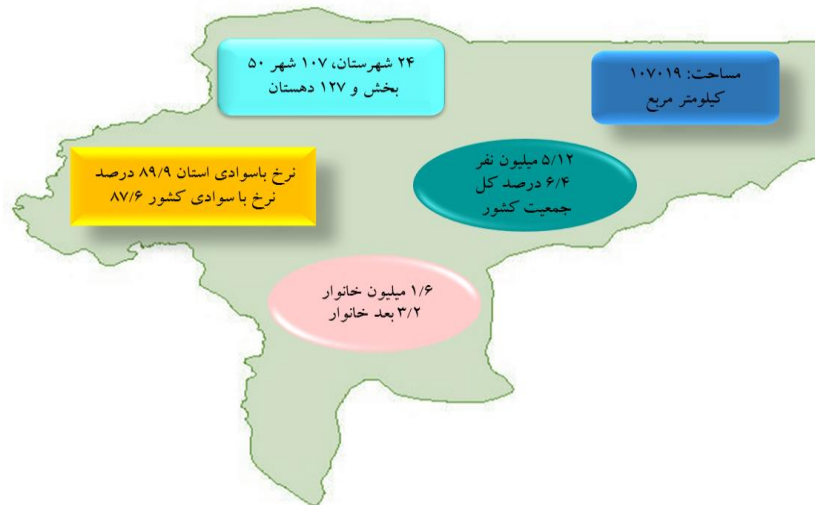 مساحت: ۱۰۷۰۱۹
کیلومتر مربع
۲۴ شهرستان، ۱۰۷ شهر ۵۰
بخش و ۱۲۷ دهستان
۵/۱۲ میلیون نفر
۶/۴ درصد کل
جمعیت کشور
نرخ باسوادی استان ۸۹/۹ درصد
نرخ با سوادی کشور ۸۷/۶
۱/۶ میلیون خانوار
۳/۲ بعد خانوار